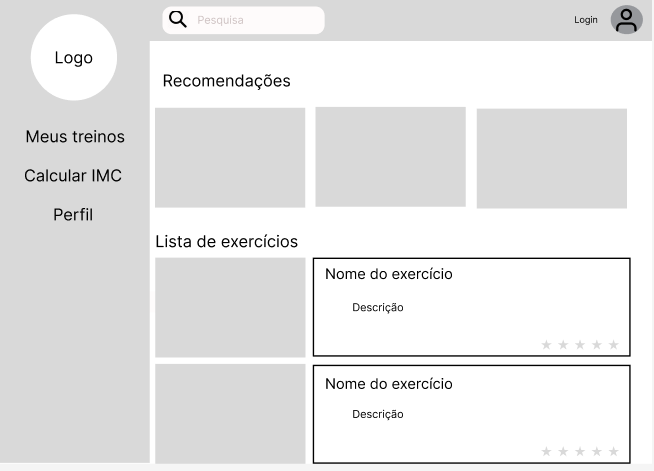 Logo
Meus treinos
Calcular IMC
Perfil
Pesquisa
Login
Recomendações
Lista de exercícios
Nome do exercício
Descrição
Nome do exercício
Descrição